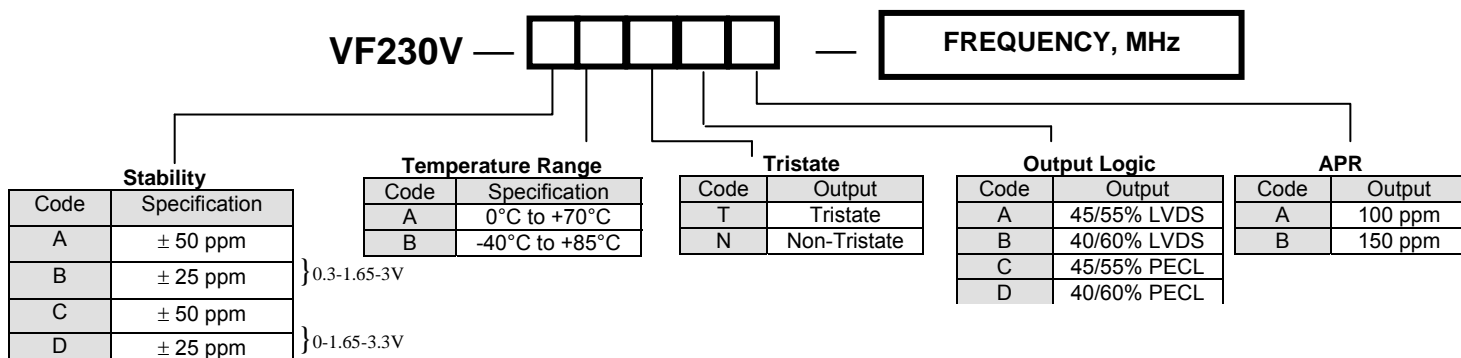 VF230V — — FREQUENCY, MHz
Stability
Code Specification
A ± 50 ppm
B ± 25 ppm
C ± 50 ppm
D ± 25 ppm
}0.3-1.65-3V
}0-1.65-3.3V
Temperature Range
Code Specification
A 0°C to +70°C
B -40°C to +85°C
Tristate
Code Output
T Tristate
N Non-Tristate
Output Logic
Code Output
A 45/55% LVDS
B 40/60% LVDS
C 45/55% PECL
D 40/60% PECL
APR
Code Output
A 100 ppm
B 150 ppm